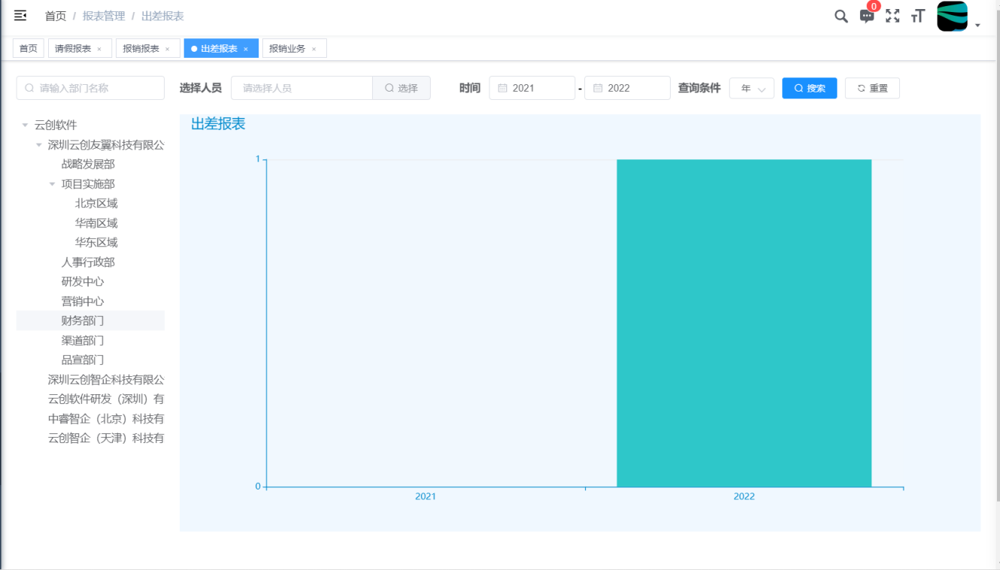 首页 / 报表管理 / 出差报表
0
首页 请假报表 × 报销报表 × 出差报表 × 报销业务 ×
请输入部门名称 选择人员 请选择人员 选择 时间 2021 - 2022 查询条件 年 搜索 重置
云创软件
深圳云创友翼科技有限公
战略发展部
项目实施部
北京区域
华南区域
华东区域
人事行政部
研发中心
营销中心
财务部门
渠道部门
品宣部门
深圳云创智企科技有限公
云创软件研发（深圳）有
中睿智企（北京）科技有
云创智企（天津）科技有
出差报表
1
0
2021 2022